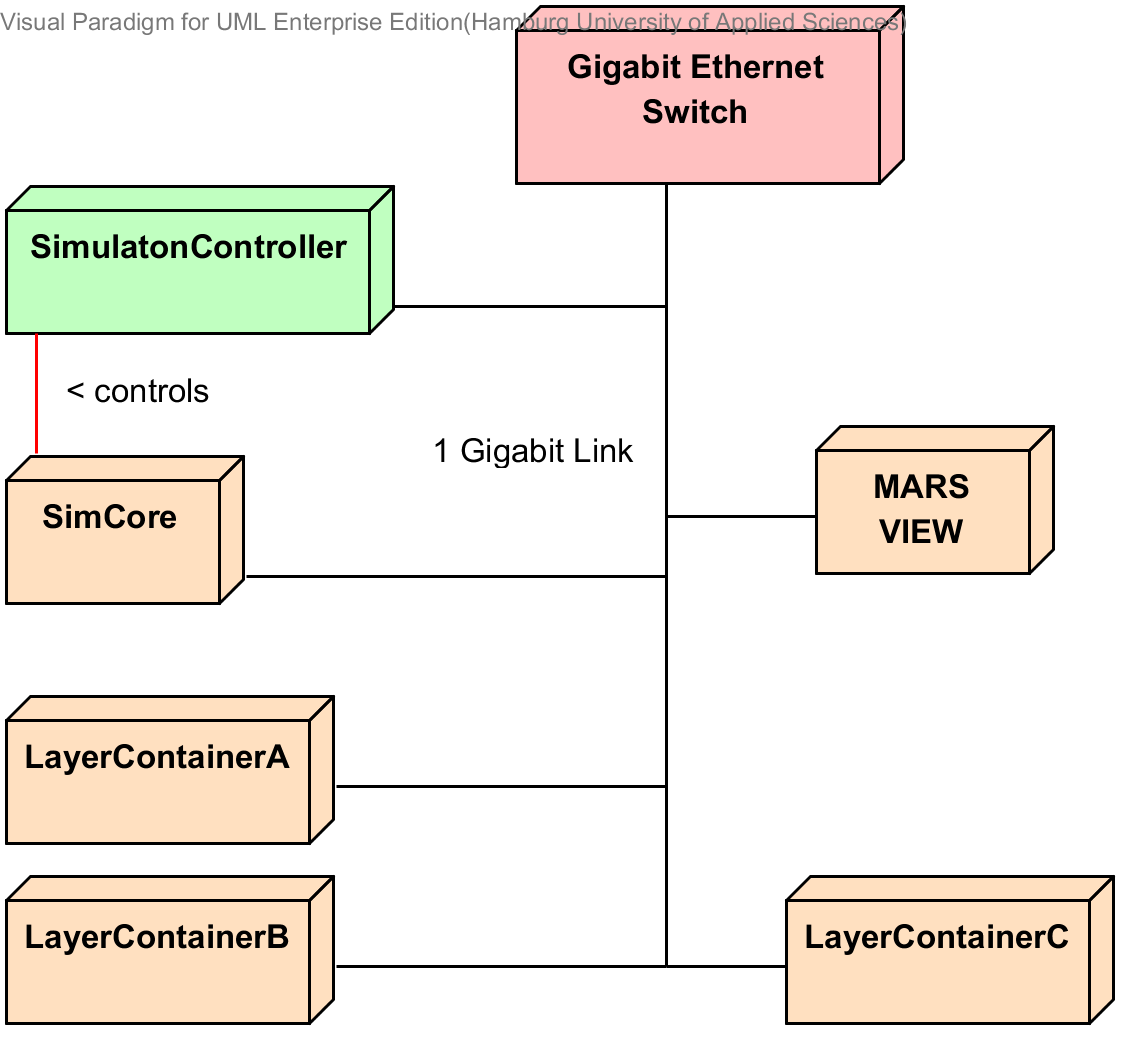 Visual Paradigm for UML Enterprise Edition(Hamburg University of Applied Sciences)
Gigabit Ethernet
Switch
SimulatonController
< controls
1 Gigabit Link
MARS
VIEW
SimCore
LayerContainerA
LayerContainerB
LayerContainerC